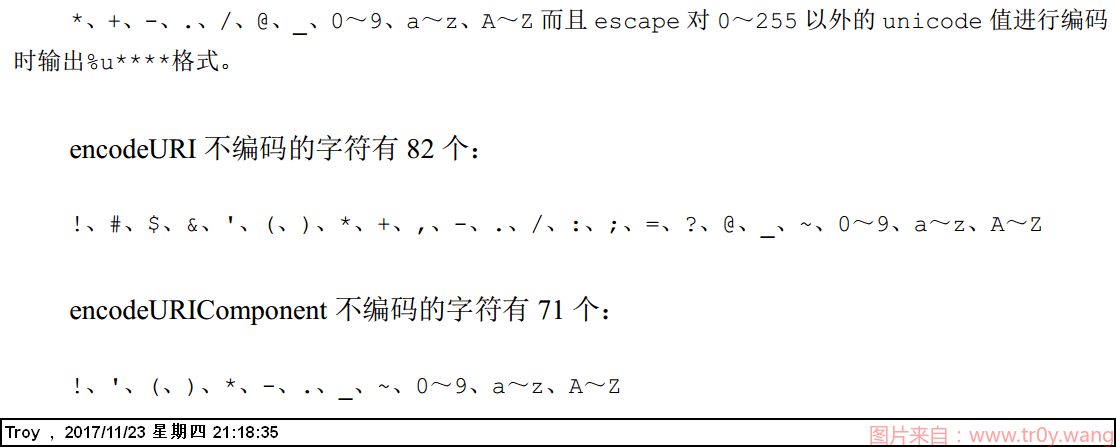 *、+、-、.、/、@、_、0～9、a～z、A～Z 而且 escape 对 0～255 以外的 unicode 值进行编码
时输出%u****格式。
encodeURI 不编码的字符有 82 个：
!、#、$、&、'、(、)、*、+、,、-、.、/、:、;、=、?、@、_、~、0～9、a～z、A～Z
encodeURIComponent 不编码的字符有 71 个：
!、'、(、)、*、-、.、_、~、0～9、a～z、A～Z
Troy , 2017/11/23 星期四 21:18:35
图片来自：www.tr0y.wang